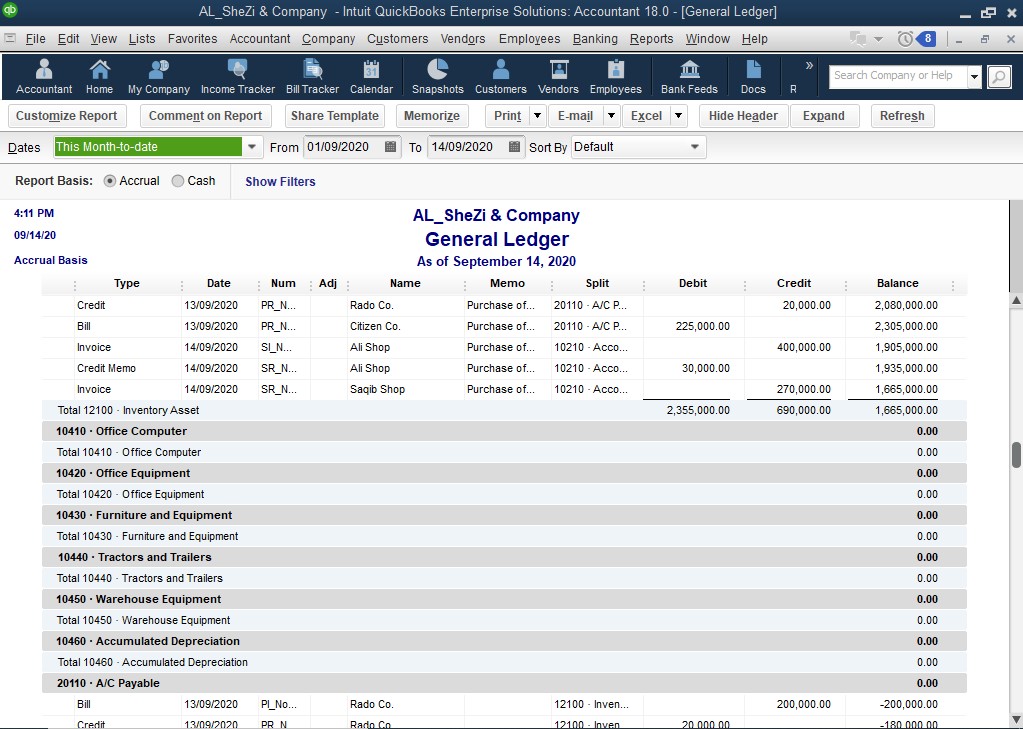 qb AL_SheZi & Company - Intuit QuickBooks Enterprise Solutions: Accountant 18.0 - [General Ledger]
File Edit View Lists Favorites Accountant Company Customers Vendors Employees Banking Reports Window Help 8
31
Accountant Home My Company Income Tracker Bill Tracker Calendar Snapshots Customers Vendors Employees Bank Feeds Docs R » Search Company or Help
Customize Report Comment on Report Share Template Memorize Print E-mail Excel Hide Header Expand Refresh
Dates This Month-to-date From 01/09/2020 To 14/09/2020 Sort By Default
Report Basis: Accrual Cash Show Filters
4:11 PM AL_SheZi & Company
09/14/20 General Ledger
Accrual Basis As of September 14, 2020
Type Date Num Adj Name Memo Split Debit Credit Balance
Credit 13/09/2020 PR_N... Rado Co. Purchase of... 20110 · A/C P... 20,000.00 2,080,000.00
Bill 13/09/2020 PR_N... Citizen Co. Purchase of... 20110 · A/C P... 225,000.00 2,305,000.00
Invoice 14/09/2020 SI_N... Ali Shop Purchase of... 10210 · Acco... 400,000.00 1,905,000.00
Credit Memo 14/09/2020 SR_N... Ali Shop Purchase of... 10210 · Acco... 30,000.00 1,935,000.00
Invoice 14/09/2020 SR_N... Saqib Shop Purchase of... 10210 · Acco... 270,000.00 1,665,000.00
Total 12100 · Inventory Asset 2,355,000.00 690,000.00 1,665,000.00
10410 · Office Computer 0.00
Total 10410 · Office Computer 0.00
10420 · Office Equipment 0.00
Total 10420 · Office Equipment 0.00
10430 · Furniture and Equipment 0.00
Total 10430 · Furniture and Equipment 0.00
10440 · Tractors and Trailers 0.00
Total 10440 · Tractors and Trailers 0.00
10450 · Warehouse Equipment 0.00
Total 10450 · Warehouse Equipment 0.00
10460 · Accumulated Depreciation 0.00
Total 10460 · Accumulated Depreciation 0.00
20110 · A/C Payable 0.00
Bill 13/09/2020 PI_No... Rado Co. 12100 · Inven... 200,000.00 -200,000.00
Credit 13/09/2020 PR_N... Rado Co. 12100 · Inven... 20,000.00 -180,000.00